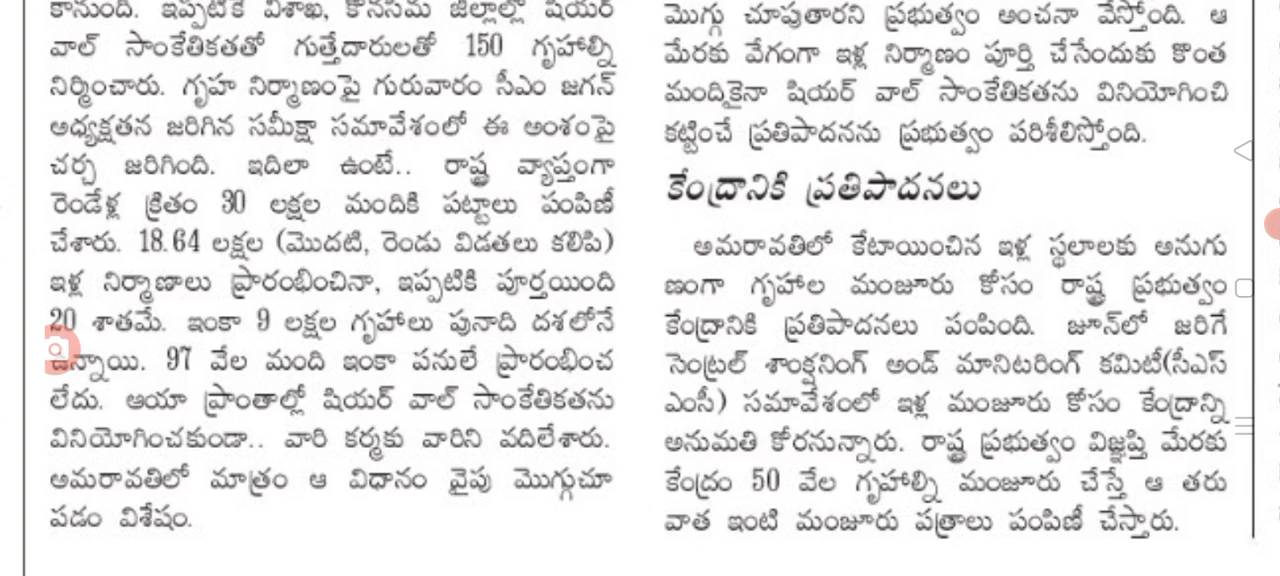 కానుంది. ఇప్పటికే విశాఖ, కోనసీమ జిల్లాల్లో షియర్
వాల్ సాంకేతికతతో గుత్తేదారులతో 150 గృహాల్ని
నిర్మించారు. గృహ నిర్మాణంపై గురువారం సీఎం జగన్
అధ్యక్షతన జరిగిన సమీక్షా సమావేశంలో ఈ అంశంపై
చర్చ జరిగింది. ఇదిలా ఉంటే.. రాష్ట్ర వ్యాప్తంగా
రెండేళ్ల క్రితం 30 లక్షల మందికి పట్టాలు పంపిణీ
చేశారు. 18.64 లక్షల (మొదటి, రెండు విడతలు కలిపి)
ఇళ్ల నిర్మాణాలు ప్రారంభించినా, ఇప్పటికి పూర్తయింది
20 శాతమే. ఇంకా 9 లక్షల గృహాలు పునాది దశలోనే
ఉన్నాయి. 97 వేల మంది ఇంకా పనులే ప్రారంభించ
లేదు. ఆయా ప్రాంతాల్లో షియర్ వాల్ సాంకేతికతను
వినియోగించకుండా.. వారి కర్మకు వారిని వదిలేశారు.
అమరావతిలో మాత్రం ఆ విధానం వైపు మొగ్గుచూ
పడం విశేషం.
మొగ్గు చూపుతారని ప్రభుత్వం అంచనా వేస్తోంది. ఆ
మేరకు వేగంగా ఇళ్ల నిర్మాణం పూర్తి చేసేందుకు కొంత
మందికైనా షియర్ వాల్ సాంకేతికతను వినియోగించి
కట్టించే ప్రతిపాదనను ప్రభుత్వం పరిశీలిస్తోంది.
కేంద్రానికి ప్రతిపాదనలు
అమరావతిలో కేటాయించిన ఇళ్ల స్థలాలకు అనుగు
ణంగా గృహాల మంజూరు కోసం రాష్ట్ర ప్రభుత్వం
కేంద్రానికి ప్రతిపాదనలు పంపింది. జూన్‌లో జరిగే
సెంట్రల్ శాంక్షనింగ్ అండ్ మానిటరింగ్ కమిటీ(సీఎస్
ఎంసీ) సమావేశంలో ఇళ్ల మంజూరు కోసం కేంద్రాన్ని
అనుమతి కోరనున్నారు. రాష్ట్ర ప్రభుత్వం విజ్ఞప్తి మేరకు
కేంద్రం 50 వేల గృహాల్ని మంజూరు చేస్తే ఆ తరు
వాత ఇంటి మంజూరు పత్రాలు పంపిణీ చేస్తారు.